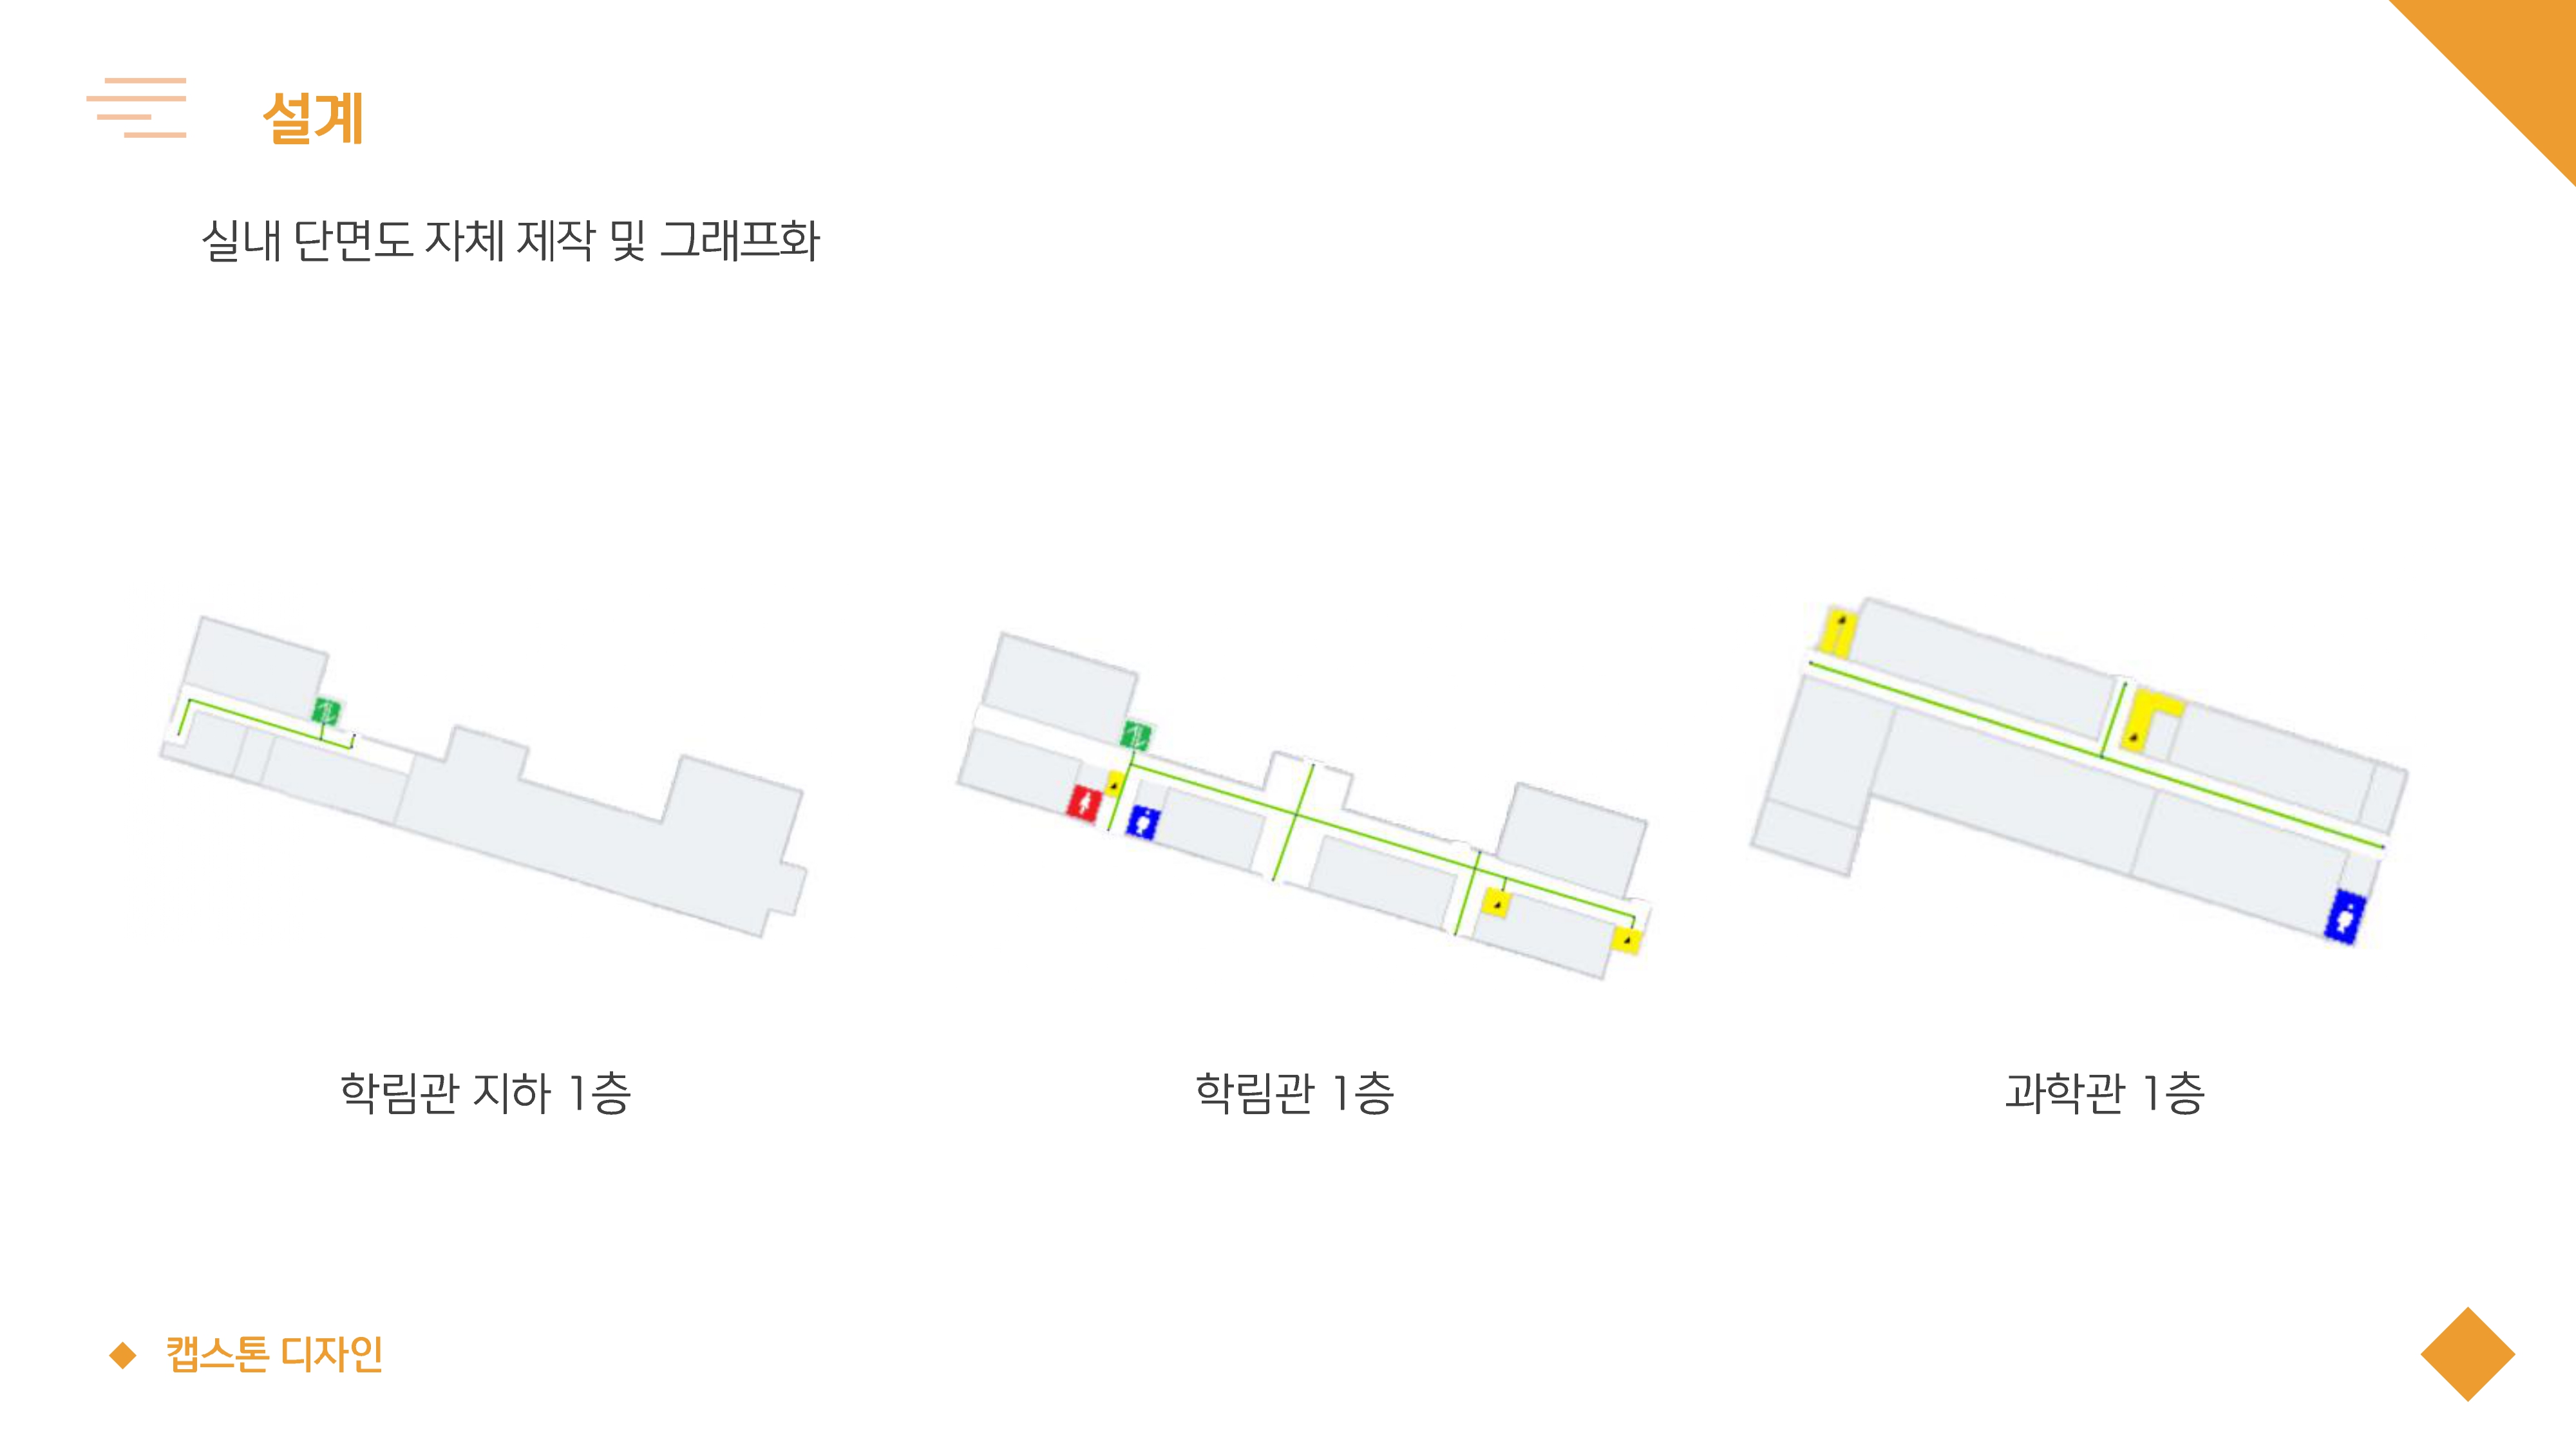 설계
실내 단면도 자체 제작 및 그래프화
학림관 지하 1층
학림관 1층
과학관 1층
캡스톤 디자인